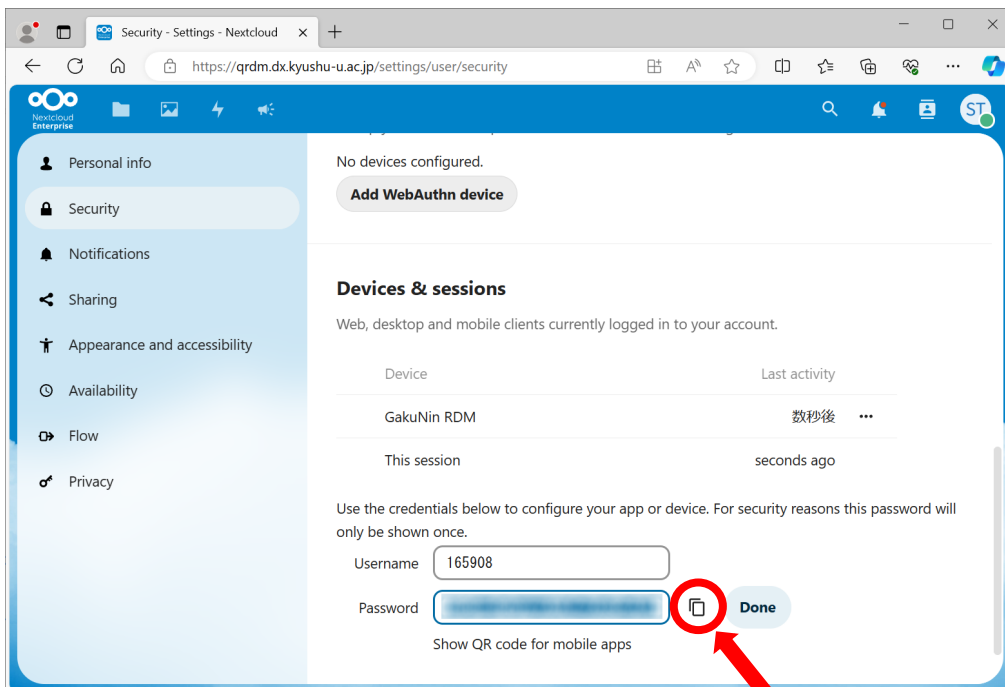 Security - Settings - Nextcloud
https://qrdm.dx.kyushu-u.ac.jp/settings/user/security
Nextcloud
Enterprise
ST
Personal info
Security
Notifications
Sharing
Appearance and accessibility
Availability
Flow
Privacy
No devices configured.
Add WebAuthn device
Devices & sessions
Web, desktop and mobile clients currently logged in to your account.
Device Last activity
GakuNin RDM 数秒後
This session seconds ago
Use the credentials below to configure your app or device. For security reasons this password will
only be shown once.
Username 165908
Password Done
Show QR code for mobile apps